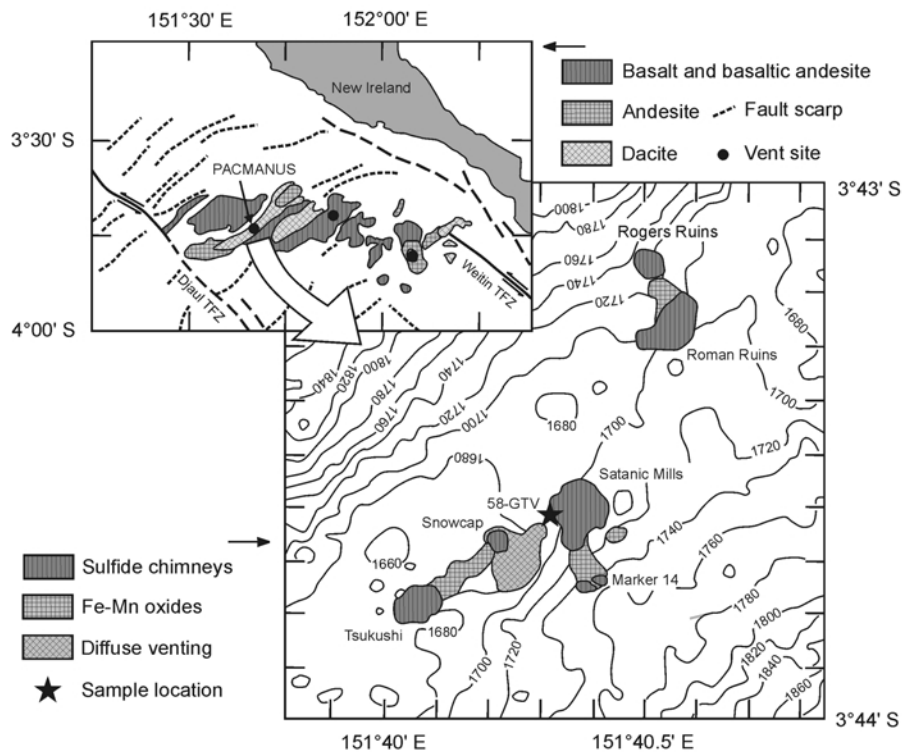 151°30' E 152°00' E
New Ireland
3°30' S
PACMANUS
Djaul TFZ
Weitin TFZ
4°00' S
Basalt and basaltic andesite
Andesite
Fault scarp
Dacite
Vent site
3°43' S
1800
1780
Rogers Ruins
1760
1740
1720
1680
Roman Ruins
1840
1820
1800
1780
1760
1740
1720
1700
1680
1700
1700
1720
1680
Satanic Mills
58-GTV
Snowcap
1740
1660
1760
Marker 14
1780
Tsukushi
1680
1800
1700
1720
1820
1840
1860
Sulfide chimneys
Fe-Mn oxides
Diffuse venting
Sample location
3°44' S
151°40' E 151°40.5' E